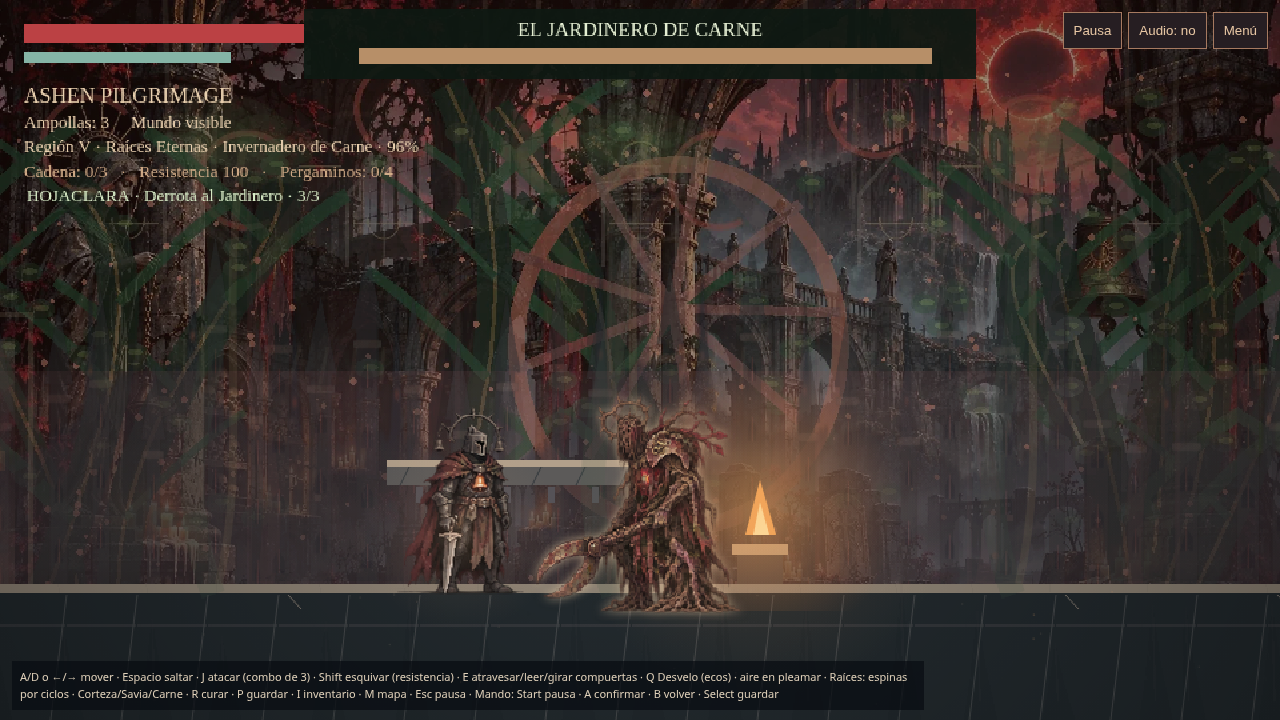 EL JARDINERO DE CARNE
Pausa
Audio: no
Menú
ASHEN PILGRIMAGE
Ampollas: 3 / Mundo visible
Región V · Raíces Eternas · Invernadero de Carne · 96%
Cadena: 0/3 · Resistencia 100 · Pergaminos: 0/4
HOJACLARA · Derrota al Jardinero · 3/3
A/D o ←/→ mover · Espacio saltar · J atacar (combo de 3) · Shift esquivar (resistencia) · E atravesar/leer/girar compuertas · Q Desvelo (ecos) · aire en pleamar · Raíces: espinas
por ciclos · Corteza/Savia/Carne · R curar · P guardar · I inventario · M mapa · Esc pausa · Mando: Start pausa · A confirmar · B volver · Select guardar